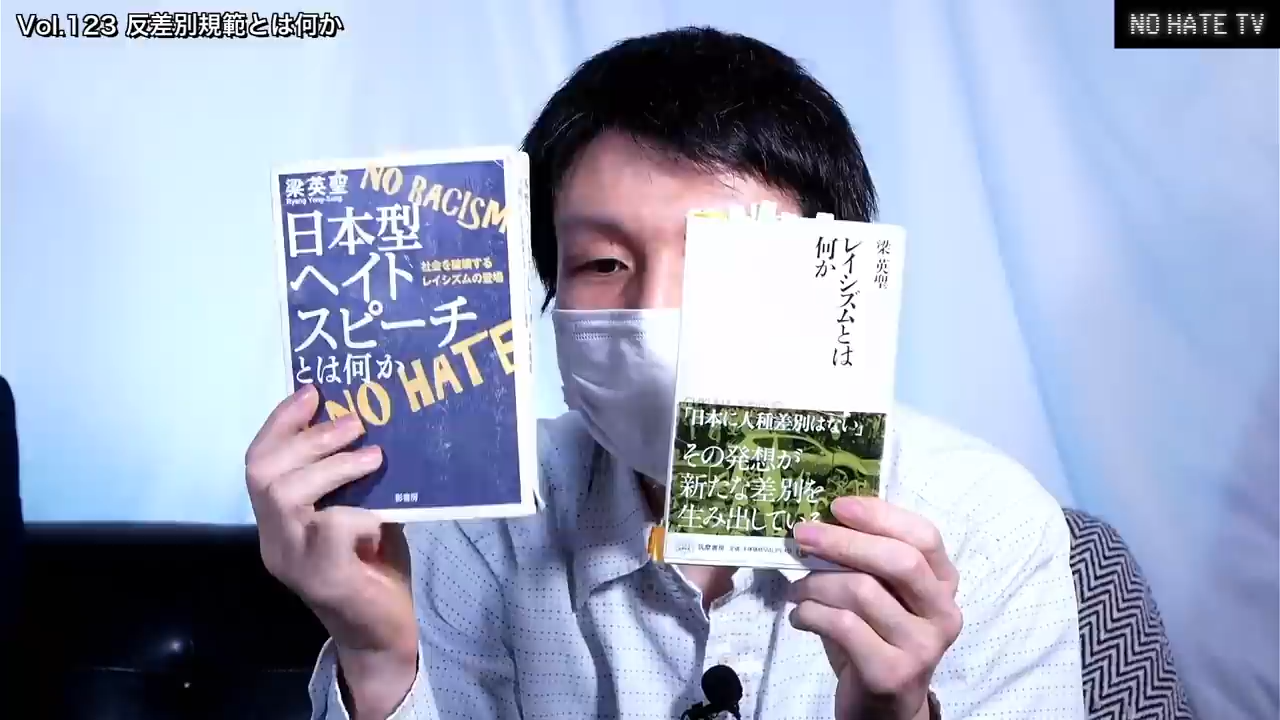 Vol.123 反差別規範とは何か
NO HATE TV
梁英聖
Ryang Yong-Song
NO RACISM
日本型
ヘイト
スピーチ
とは何か
社会を破壊する
レイシズムの登場
NO HATE
影書房
梁英聖
レイシズムとは
何か
「日本に人種差別はない」
その発想が
新たな差別を
生み出している
筑摩書房